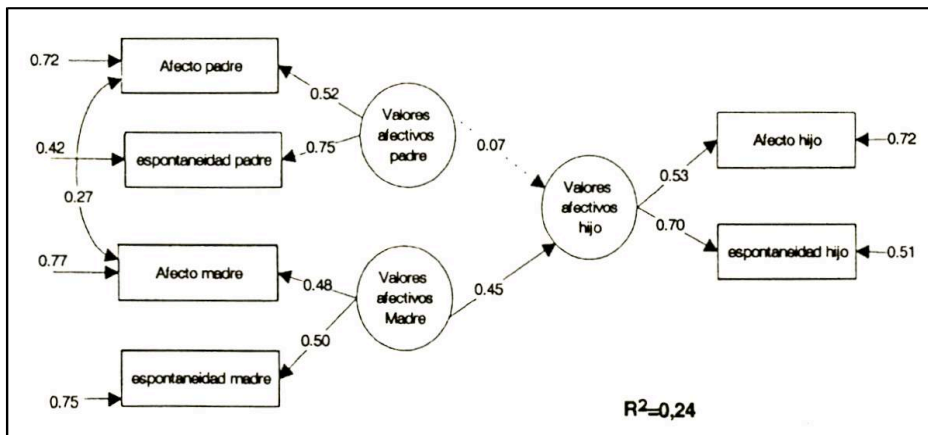 0.72
Afecto padre
0.52
Valores
afectivos
padre
0.42
espontaneidad padre
0.75
0.07
0.27
Afecto hijo
0.72
0.53
Valores
afectivos
hijo
0.70
espontaneidad hijo
0.51
0.77
Afecto madre
0.48
Valores
afectivos
Madre
0.45
0.50
espontaneidad madre
0.75
R²=0,24